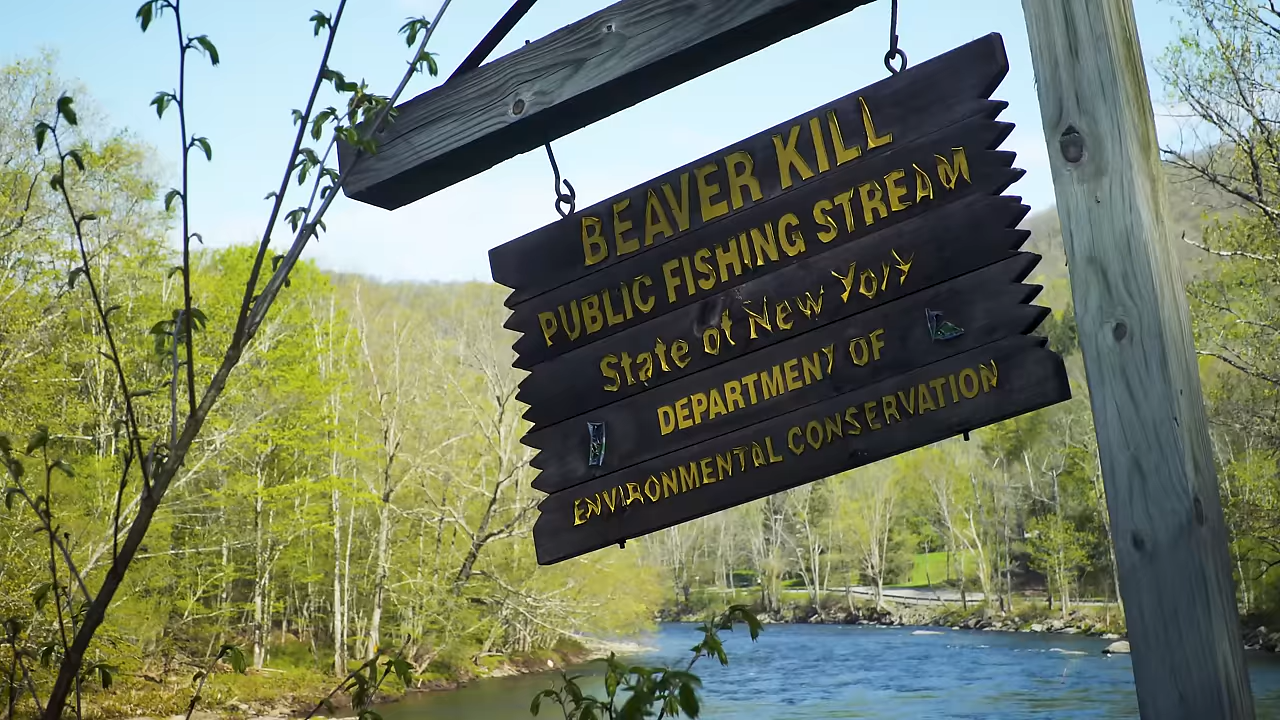 BEAVER KILL
PUBLIC FISHING STREAM
State of New York
DEPARTMENT OF
ENVIRONMENTAL CONSERVATION